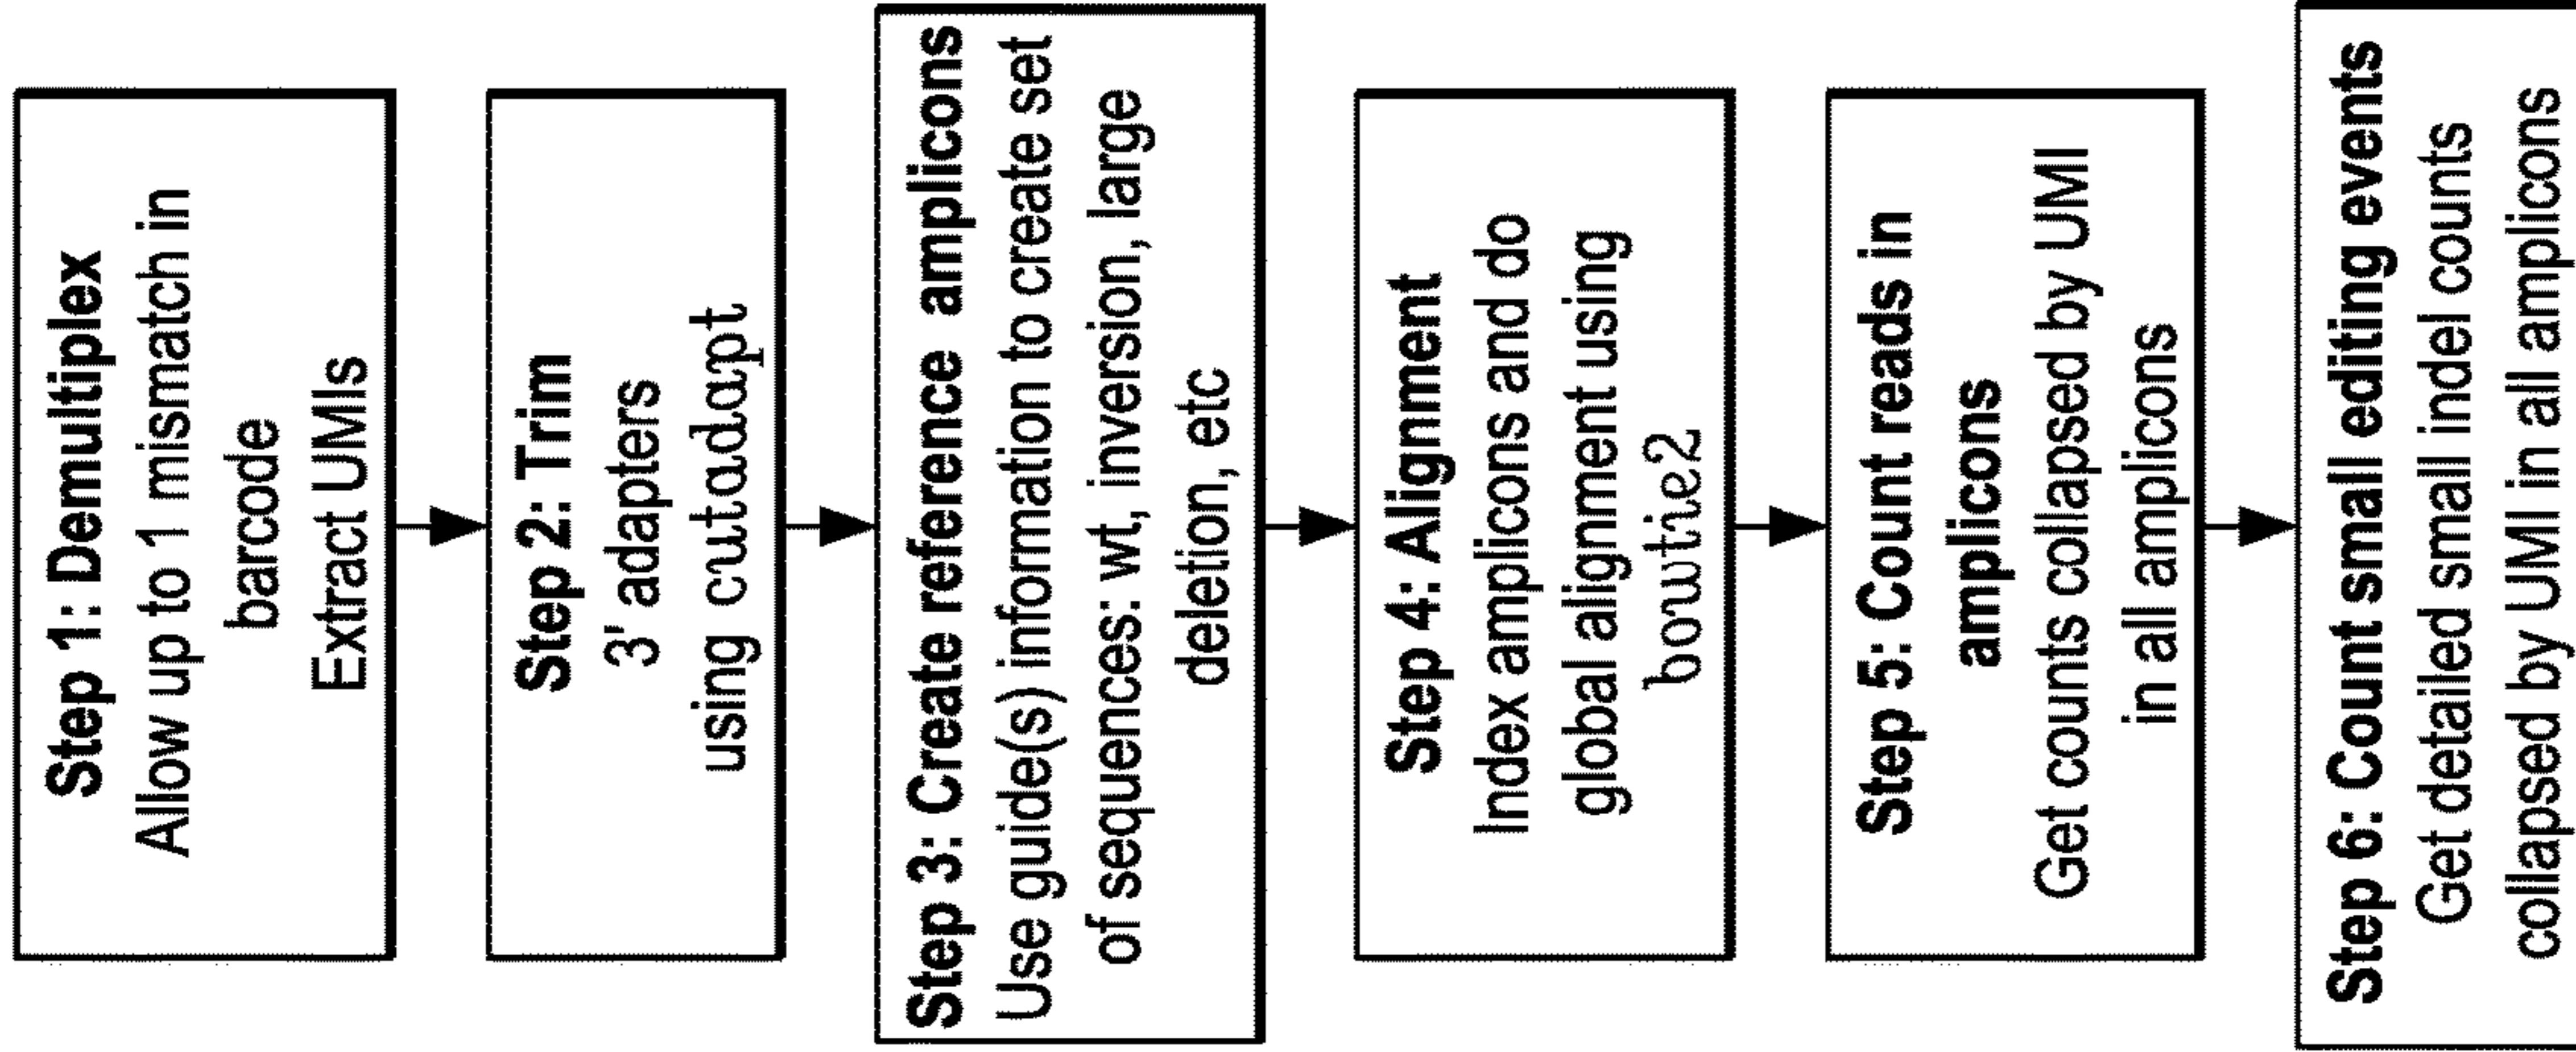 Step 1: Demultiplex
Allow up to 1 mismatch in
barcode
Extract UMIs
Step 2: Trim
3' adapters
using cutadapt
Step 3: Create reference amplicons
Use guide(s) information to create set
of sequences: wt, inversion, large
deletion, etc
Step 4: Alignment
Index amplicons and do
global alignment using
bowtie2
Step 5: Count reads in
amplicons
Get counts collapsed by UMI
in all amplicons
Step 6: Count small editing events
Get detailed small indel counts
collapsed by UMI in all amplicons